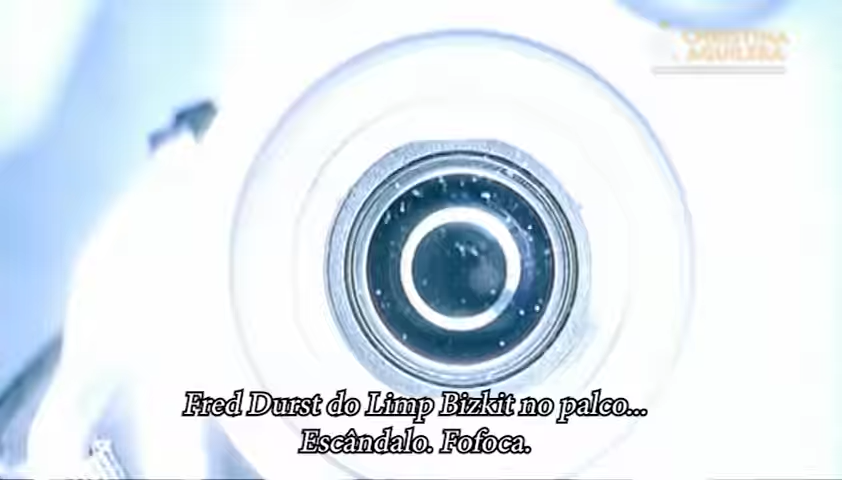 CHRISTINA
AGUILERA
Fred Durst do Limp Bizkit no palco...
Escândalo. Fofoca.